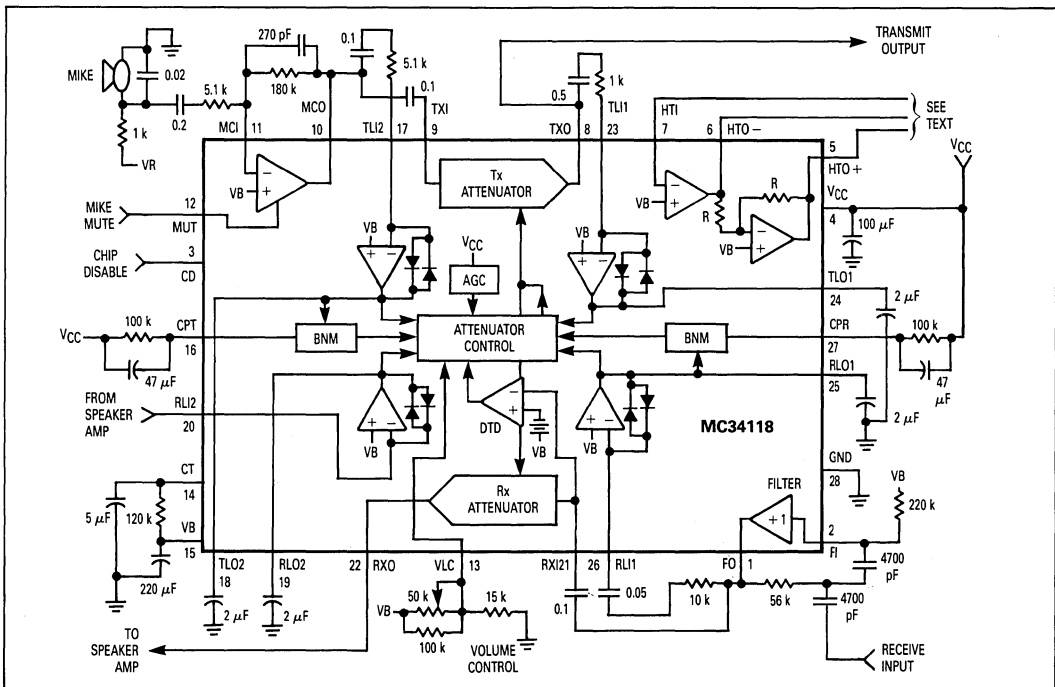 270 pF
0.1
5.1 k
TRANSMIT OUTPUT
MIKE
0.02
180 k
MCO
0.1
0.5
1 k
5.1 k
0.2
TXI
TLI1
HTI
SEE TEXT
1 k
MCI
11
10
TLI2
17
9
TXO
8
23
7
6
HTO −
VR
5
HTO +
VCC
VB
Tx ATTENUATOR
VB
R
R
VCC
4
12
MIKE MUTE
MUT
VB
100 µF
3
CHIP DISABLE
CD
VB
VCC
VB
TLO1
24
AGC
2 µF
100 k
CPT
VCC
16
BNM
ATTENUATOR CONTROL
BNM
CPR
27
100 k
47 µF
47 µF
RLO1
25
FROM SPEAKER AMP
RLI2
20
VB
DTD
VB
VB
MC34118
2 µF
GND
28
CT
14
Rx ATTENUATOR
FILTER
VB
5 µF
120 k
+1
220 k
VB
15
2
FI
220 µF
TLO2
18
RLO2
19
22
RXO
VLC
13
RXI21
26
RLI1
FO
1
4700 pF
0.05
2 µF
2 µF
VB
50 k
15 k
0.1
10 k
56 k
4700 pF
100 k
TO SPEAKER AMP
VOLUME CONTROL
RECEIVE INPUT